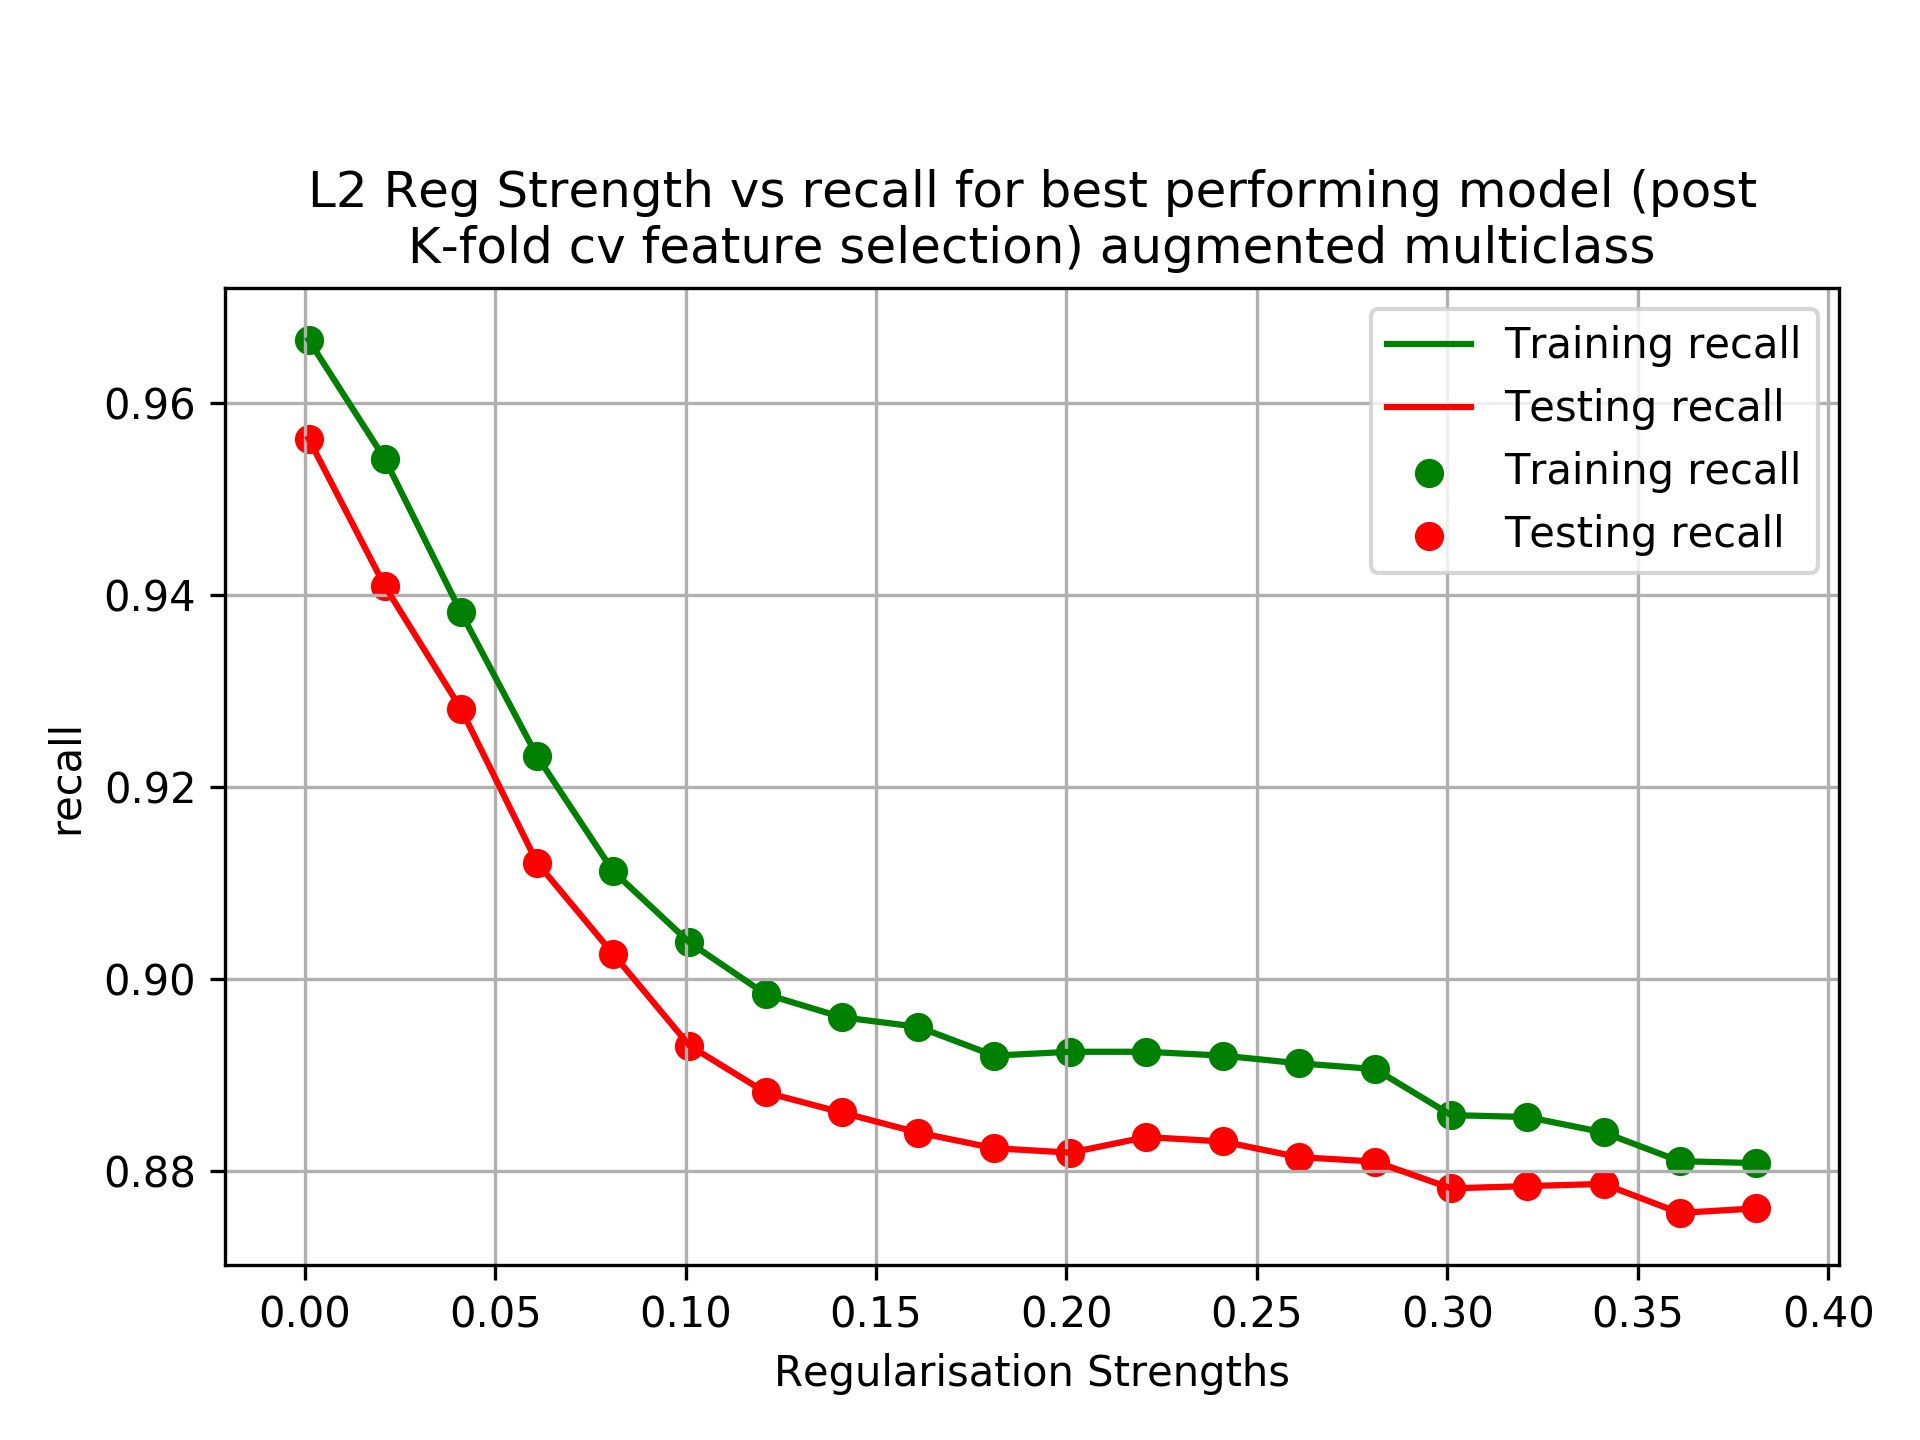 L2 Reg Strength vs recall for best performing model (post
K-fold cv feature selection) augmented multiclass
Training recall
Testing recall
Training recall
Testing recall
0.96
0.94
0.92
0.90
0.88
recall
0.00 0.05 0.10 0.15 0.20 0.25 0.30 0.35 0.40
Regularisation Strengths